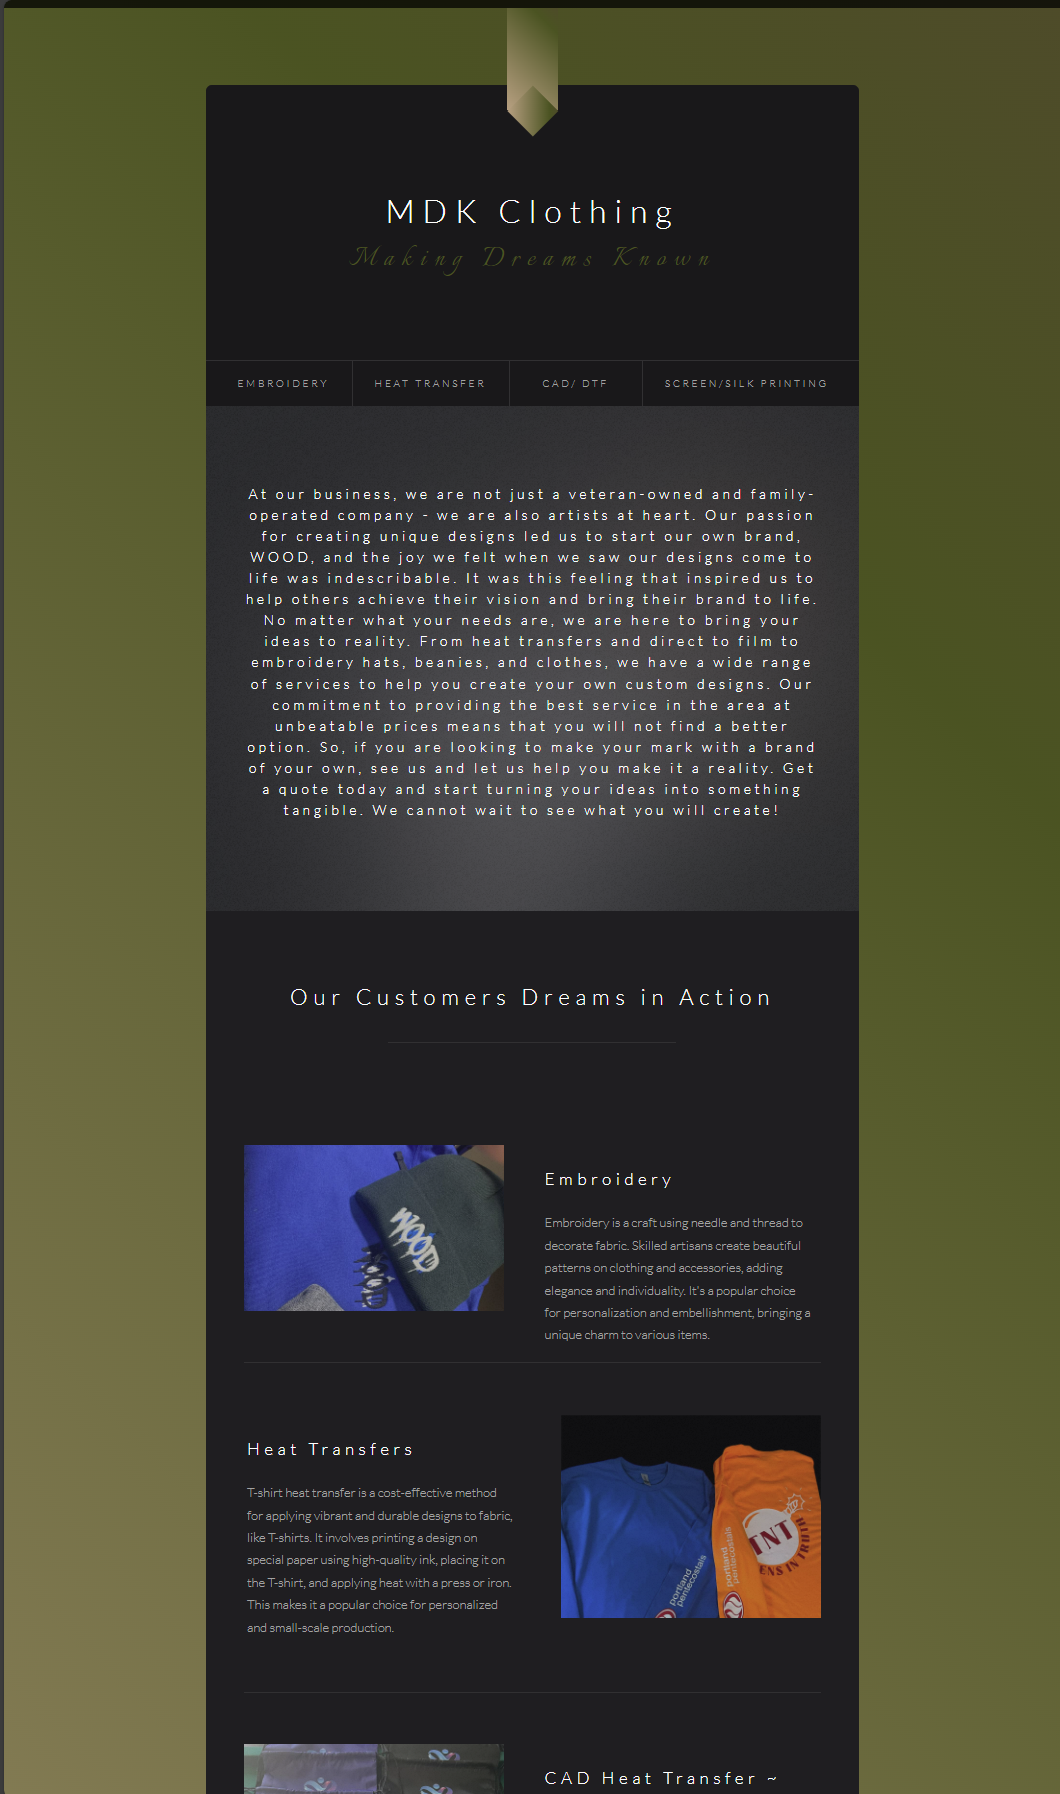 MDK Clothing
Making Dreams Known
EMBROIDERY
HEAT TRANSFER
CAD/ DTF
SCREEN/SILK PRINTING
At our business, we are not just a veteran-owned and family-
operated company - we are also artists at heart. Our passion
for creating unique designs led us to start our own brand,
WOOD, and the joy we felt when we saw our designs come to
life was indescribable. It was this feeling that inspired us to
help others achieve their vision and bring their brand to life.
No matter what your needs are, we are here to bring your
ideas to reality. From heat transfers and direct to film to
embroidery hats, beanies, and clothes, we have a wide range
of services to help you create your own custom designs. Our
commitment to providing the best service in the area at
unbeatable prices means that you will not find a better
option. So, if you are looking to make your mark with a brand
of your own, see us and let us help you make it a reality. Get
a quote today and start turning your ideas into something
tangible. We cannot wait to see what you will create!
Our Customers Dreams in Action
WOOD
WOOD
Embroidery
Embroidery is a craft using needle and thread to
decorate fabric. Skilled artisans create beautiful
patterns on clothing and accessories, adding
elegance and individuality. It's a popular choice
for personalization and embellishment, bringing a
unique charm to various items.
Heat Transfers
T-shirt heat transfer is a cost-effective method
for applying vibrant and durable designs to fabric,
like T-shirts. It involves printing a design on
special paper using high-quality ink, placing it on
the T-shirt, and applying heat with a press or iron.
This makes it a popular choice for personalized
and small-scale production.
portland
pentecostals
portland
pentecostals
TNT
ENS IN TRUTH
CAD Heat Transfer ~